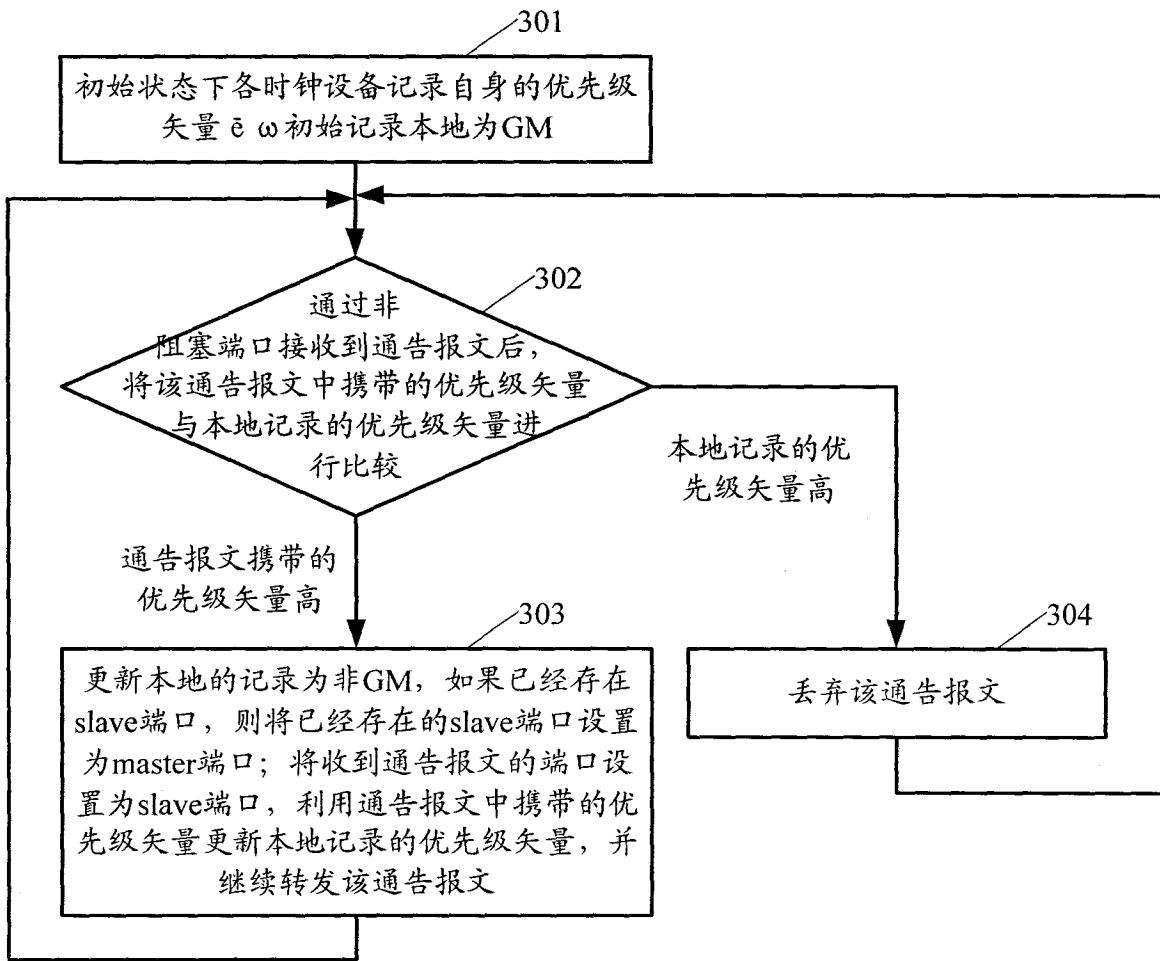 301
初始状态下各时钟设备记录自身的优先级
矢量 ē ω初始记录本地为GM
302
通过非
阻塞端口接收到通告报文后，
将该通告报文中携带的优先级矢量
与本地记录的优先级矢量进
行比较
本地记录的优
先级矢量高
通告报文携带的
优先级矢量高
303
更新本地的记录为非GM，如果已经存在
slave端口，则将已经存在的slave端口设置
为master端口；将收到通告报文的端口设
置为slave端口，利用通告报文中携带的优
先级矢量更新本地记录的优先级矢量，并
继续转发该通告报文
304
丢弃该通告报文